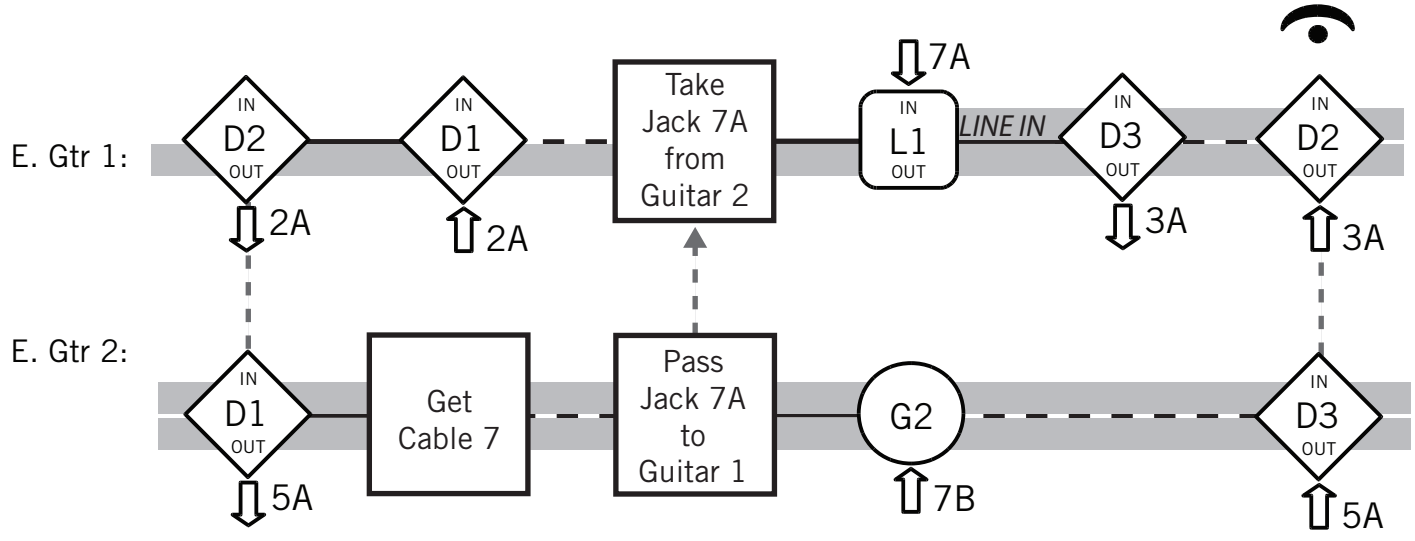 7A
IN
IN
Take
IN
IN
IN
E. Gtr 1:
D2
D1
Jack 7A
L1
LINE IN
D3
D2
from
OUT
OUT
Guitar 2
OUT
OUT
OUT
2A
2A
3A
3A
E. Gtr 2:
IN
Pass
IN
D1
Get
Jack 7A
G2
D3
OUT
Cable 7
to
OUT
Guitar 1
5A
7B
5A